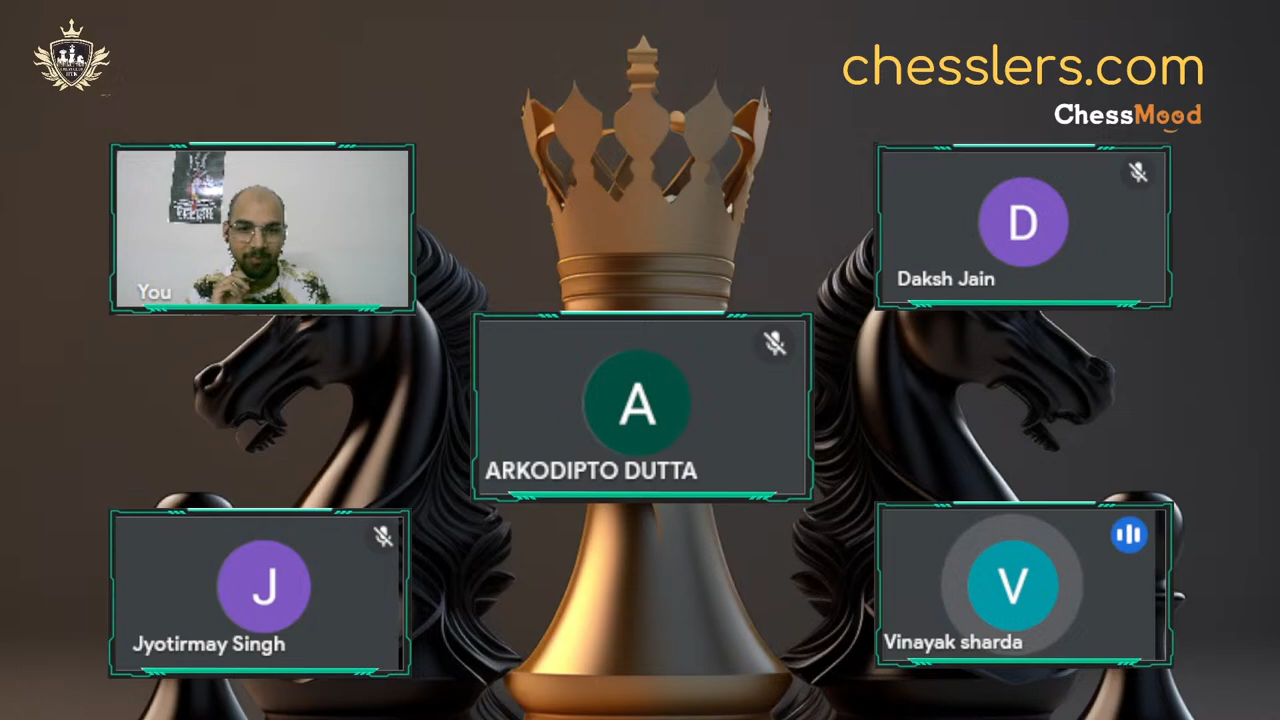 chesslers.com
ChessMood
You
D
Daksh Jain
A
ARKODIPTO DUTTA
J
Jyotirmay Singh
V
Vinayak sharda